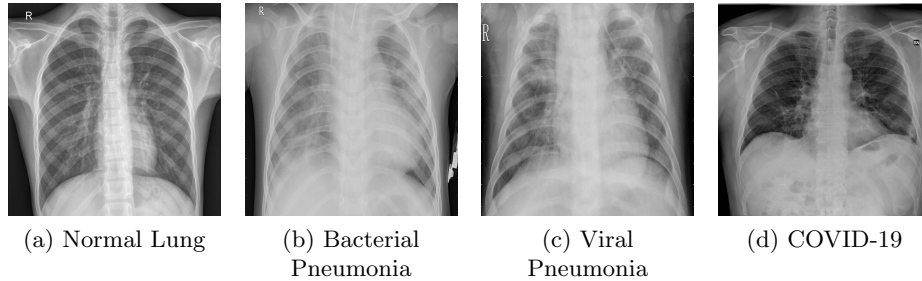 R
R
R
(a) Normal Lung
(b) Bacterial
Pneumonia
(c) Viral
Pneumonia
(d) COVID-19